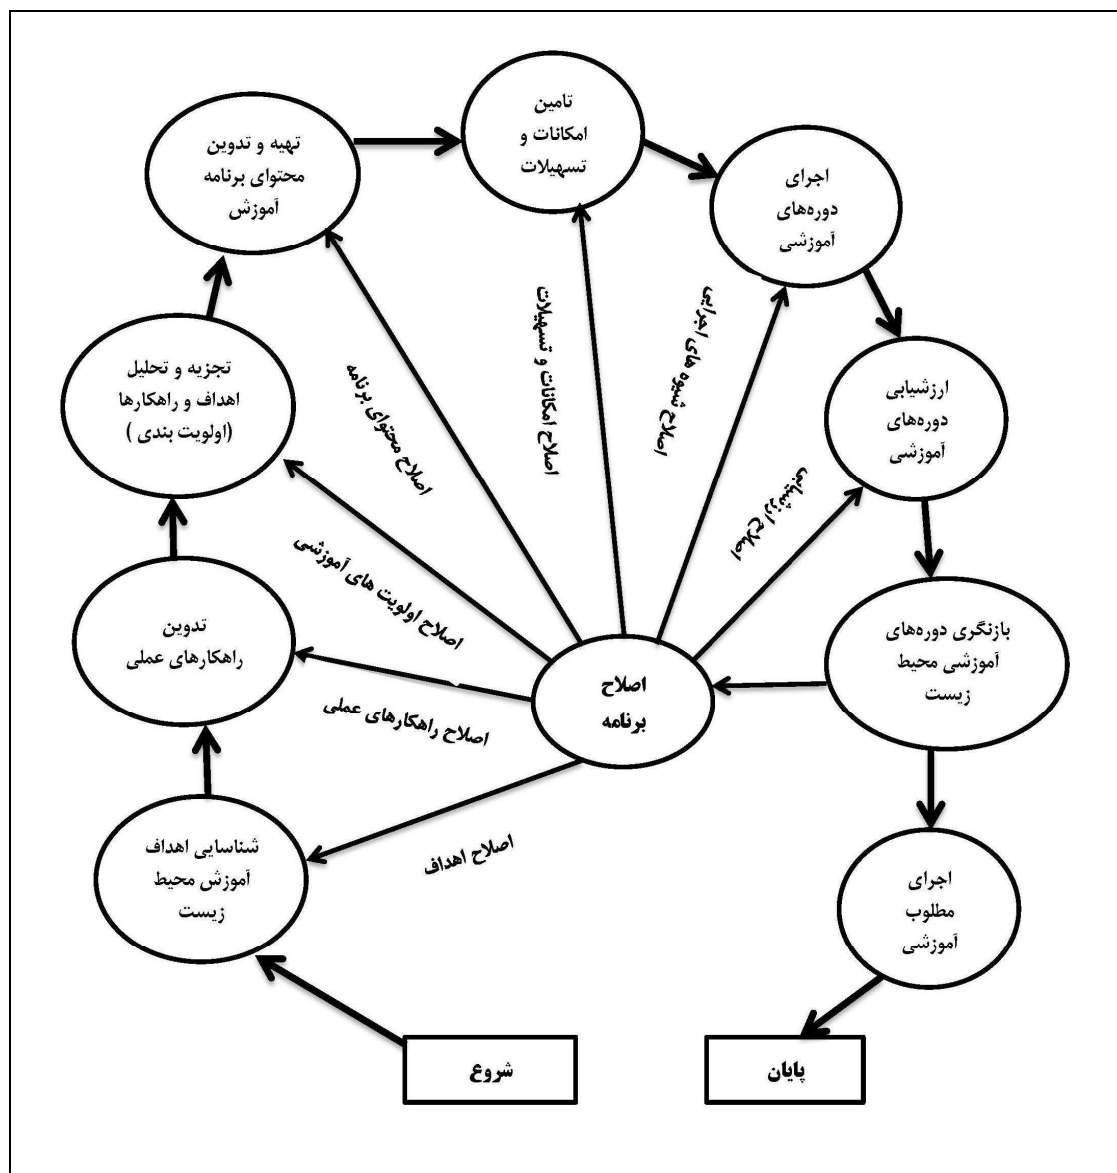 تامین
امکانات و
تسهیلات
تهیه و تدوین
محتوای برنامه
آموزش
اجرای
دوره‌های
آموزشی
تجزیه و تحلیل
اهداف و راهکارها
(اولویت بندی )
ارزشیابی
دوره‌های
آموزشی
اصلاح محتوای برنامه
اصلاح امکانات و تسهیلات
اصلاح شیوه های اجرایی
اصلاح ارزشیابی
تدوین
راهکارهای عملی
اصلاح اولویت های آموزشی
بازنگری دوره‌های
آموزشی محیط
زیست
اصلاح
برنامه
اصلاح راهکارهای عملی
شناسایی اهداف
آموزش محیط
زیست
اصلاح اهداف
اجرای
مطلوب
آموزشی
شروع
پایان